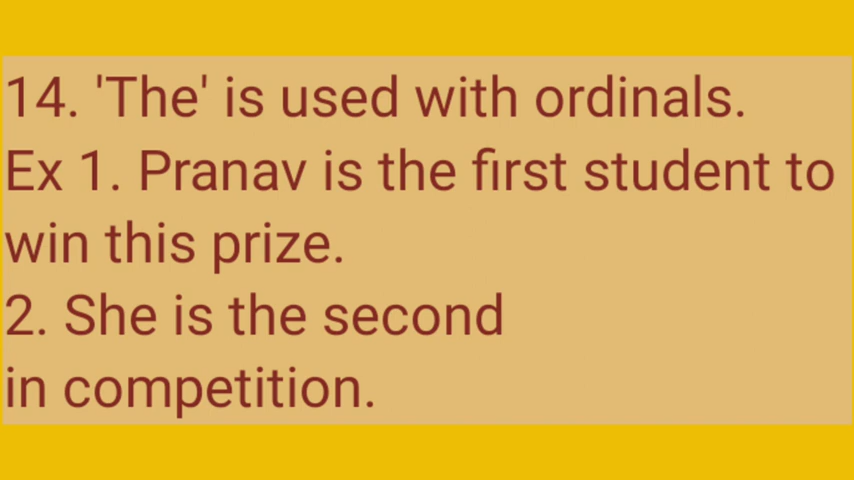 14. 'The' is used with ordinals.
Ex 1. Pranav is the first student to
win this prize.
2. She is the second
in competition.